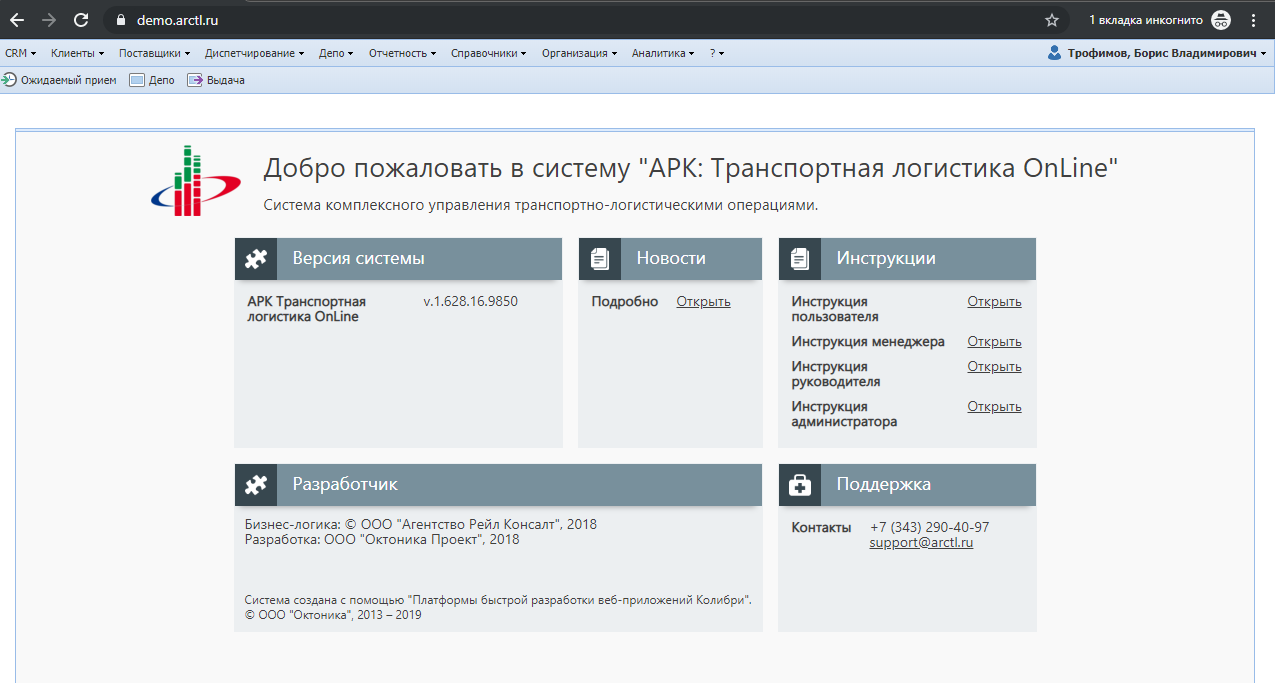 demo.arctl.ru
1 вкладка инкогнито
CRM Клиенты Поставщики Диспетчирование Депо Отчетность Справочники Организация Аналитика ? Трофимов, Борис Владимирович
Ожидаемый прием Депо Выдача
Добро пожаловать в систему "АРК: Транспортная логистика OnLine"
Система комплексного управления транспортно-логистическими операциями.
Версия системы
АРК Транспортная
логистика OnLine
v.1.628.16.9850
Новости
Подробно Открыть
Инструкции
Инструкция
пользователя
Открыть
Инструкция менеджера Открыть
Инструкция
руководителя
Открыть
Инструкция
администратора
Открыть
Разработчик
Бизнес-логика: © ООО "Агентство Рейл Консалт", 2018
Разработка: ООО "Октоника Проект", 2018
Система создана с помощью "Платформы быстрой разработки веб-приложений Колибри".
© ООО "Октоника", 2013 – 2019
Поддержка
Контакты +7 (343) 290-40-97
support@arctl.ru